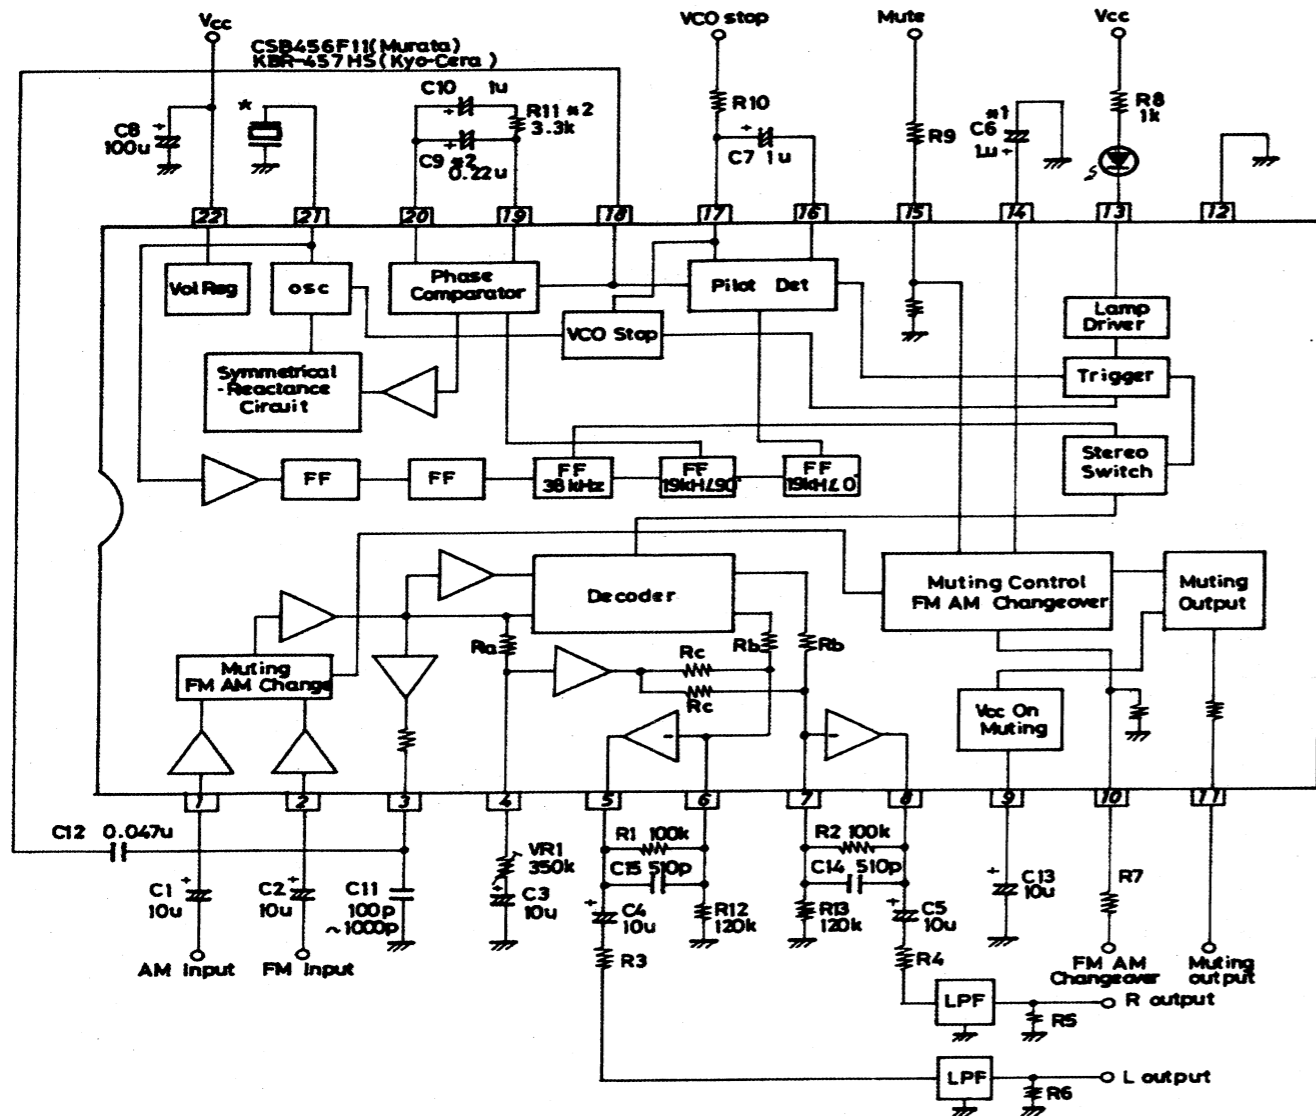 Vcc
VCO stop
Mute
Vcc
CSB456F11(Murata)
KBR-457HS(Kyo-Cera)
C10 1u
R11 *2
3.3k
C9 *2
0.22u
C8
100u
*
R10
C7 1u
R9
*1
C6
1u
R8
1k
22
21
20
19
18
17
16
15
14
13
12
Vol Reg
OSC
Phase
Comparator
Pilot Det
VCO Stop
Lamp
Driver
Trigger
Symmetrical
-Reactance
Circuit
Stereo
Switch
FF
FF
FF
38kHz
FF
19kH∠90°
FF
19kH∠0°
Decoder
Muting Control
FM AM Changeover
Muting
Output
Ra
Rb
Rb
Rc
Rc
Muting
FM AM Change
Vcc On
Muting
1
2
3
4
5
6
7
8
9
10
11
C12 0.047u
C1
10u
C2
10u
C11
100p
~1000p
VR1
350k
C3
10u
R1 100k
C15 510p
C4
10u
R12
120k
R3
R2 100k
C14 510p
R13
120k
C5
10u
R4
C13
10u
R7
AM Input
FM Input
FM AM
Changeover
Muting
output
LPF
R output
R5
LPF
L output
R6